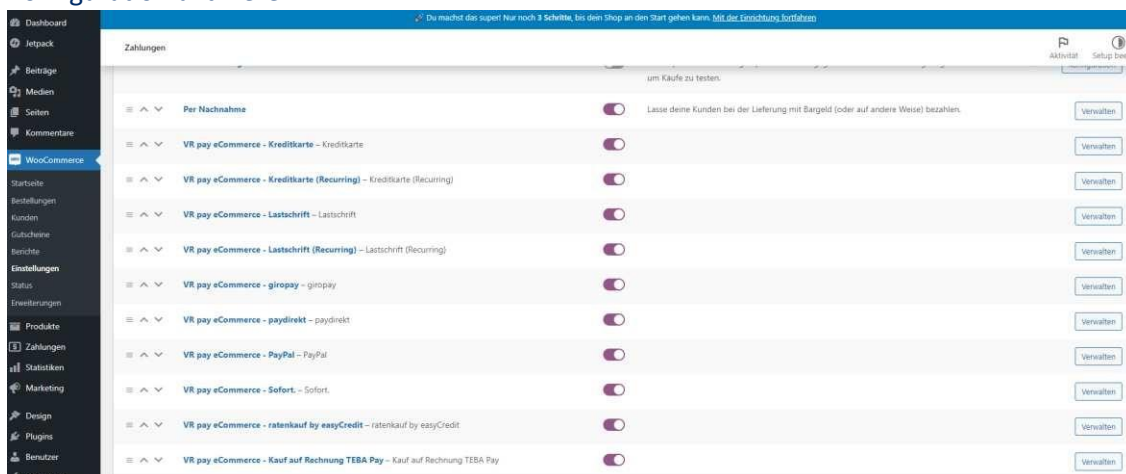 Dashboard
Jetpack
Beiträge
Medien
Seiten
Kommentare
WooCommerce
Startseite
Bestellungen
Kunden
Gutscheine
Berichte
Einstellungen
Status
Erweiterungen
Produkte
Zahlungen
Statistiken
Marketing
Design
Plugins
Benutzer
Du machst das super! Nur noch 3 Schritte, bis dein Shop an den Start gehen kann. Mit der Einrichtung fortfahren
Zahlungen
Aktivität
Setup bee
um Käufe zu testen.
Per Nachnahme Lasse deine Kunden bei der Lieferung mit Bargeld (oder auf andere Weise) bezahlen. Verwalten
VR pay eCommerce - Kreditkarte – Kreditkarte Verwalten
VR pay eCommerce - Kreditkarte (Recurring) – Kreditkarte (Recurring) Verwalten
VR pay eCommerce - Lastschrift – Lastschrift Verwalten
VR pay eCommerce - Lastschrift (Recurring) – Lastschrift (Recurring) Verwalten
VR pay eCommerce - giropay – giropay Verwalten
VR pay eCommerce - paydirekt – paydirekt Verwalten
VR pay eCommerce - PayPal – PayPal Verwalten
VR pay eCommerce - Sofort. – Sofort. Verwalten
VR pay eCommerce - ratenkauf by easyCredit – ratenkauf by easyCredit Verwalten
VR pay eCommerce - Kauf auf Rechnung TEBA Pay – Kauf auf Rechnung TEBA Pay Verwalten